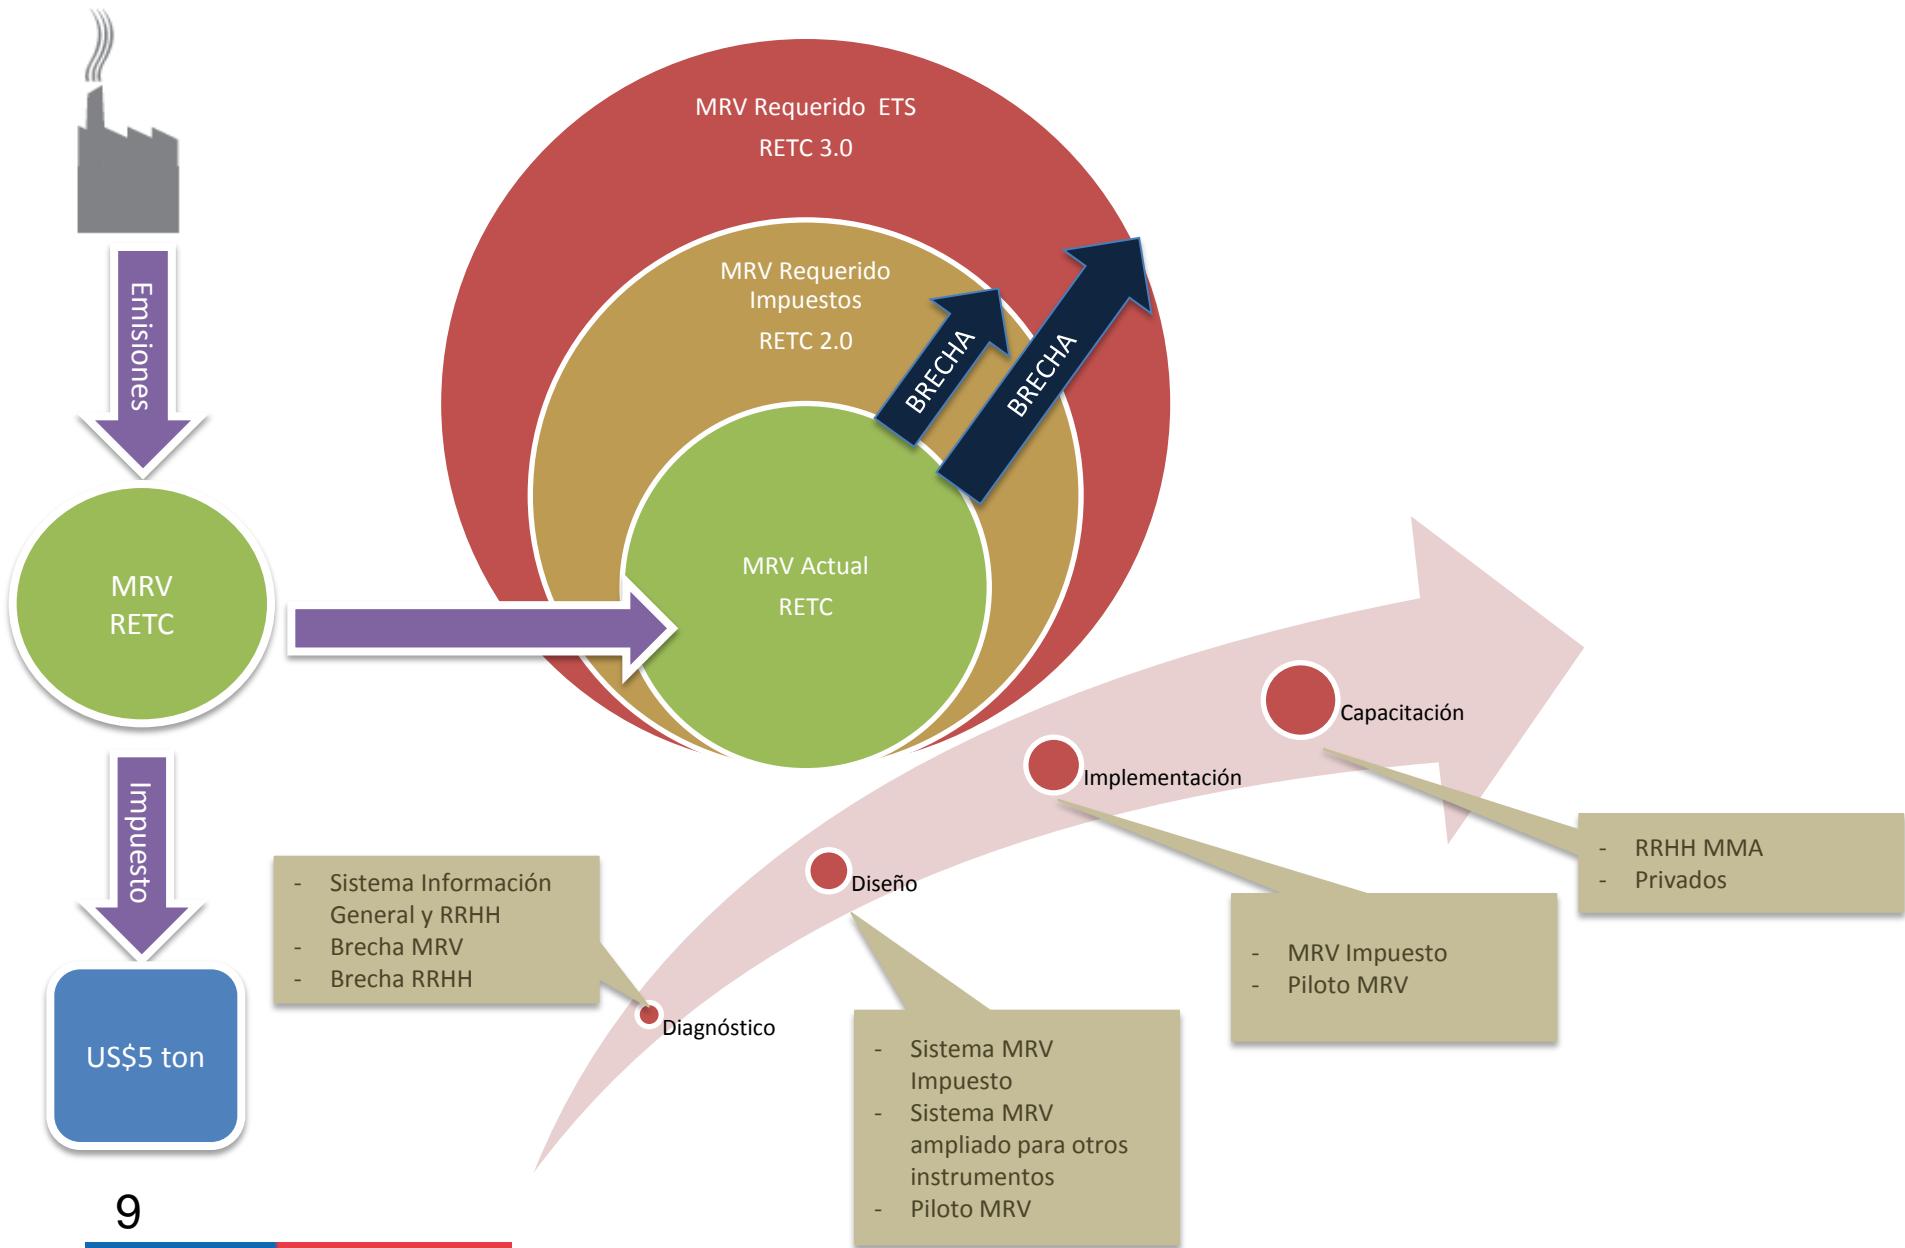 Emisiones
MRV
RETC
Impuesto
US$5 ton
MRV Requerido ETS
RETC 3.0
MRV Requerido
Impuestos
RETC 2.0
BRECHA
BRECHA
MRV Actual
RETC
Diagnóstico
- Sistema Información
General y RRHH
- Brecha MRV
- Brecha RRHH
Diseño
- Sistema MRV
Impuesto
- Sistema MRV
ampliado para otros
instrumentos
- Piloto MRV
Implementación
- MRV Impuesto
- Piloto MRV
Capacitación
- RRHH MMA
- Privados
9